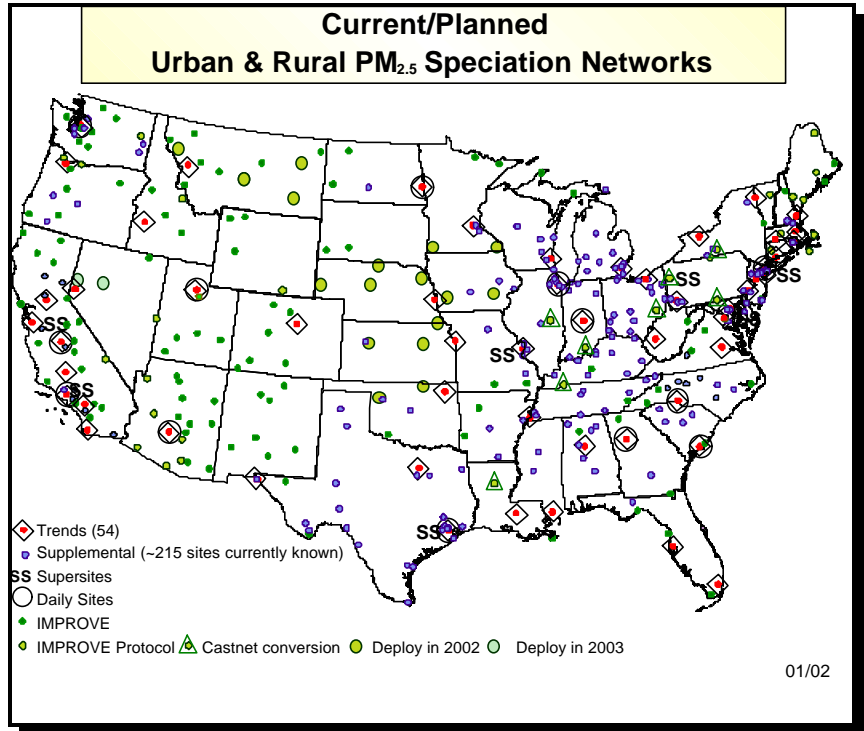 Current/Planned
Urban & Rural PM2.5 Speciation Networks
SS
SS
SS
SS
SS
SS
SS
SS
Trends (54)
Supplemental (~215 sites currently known)
SS Supersites
Daily Sites
IMPROVE
IMPROVE Protocol Castnet conversion Deploy in 2002 Deploy in 2003
01/02